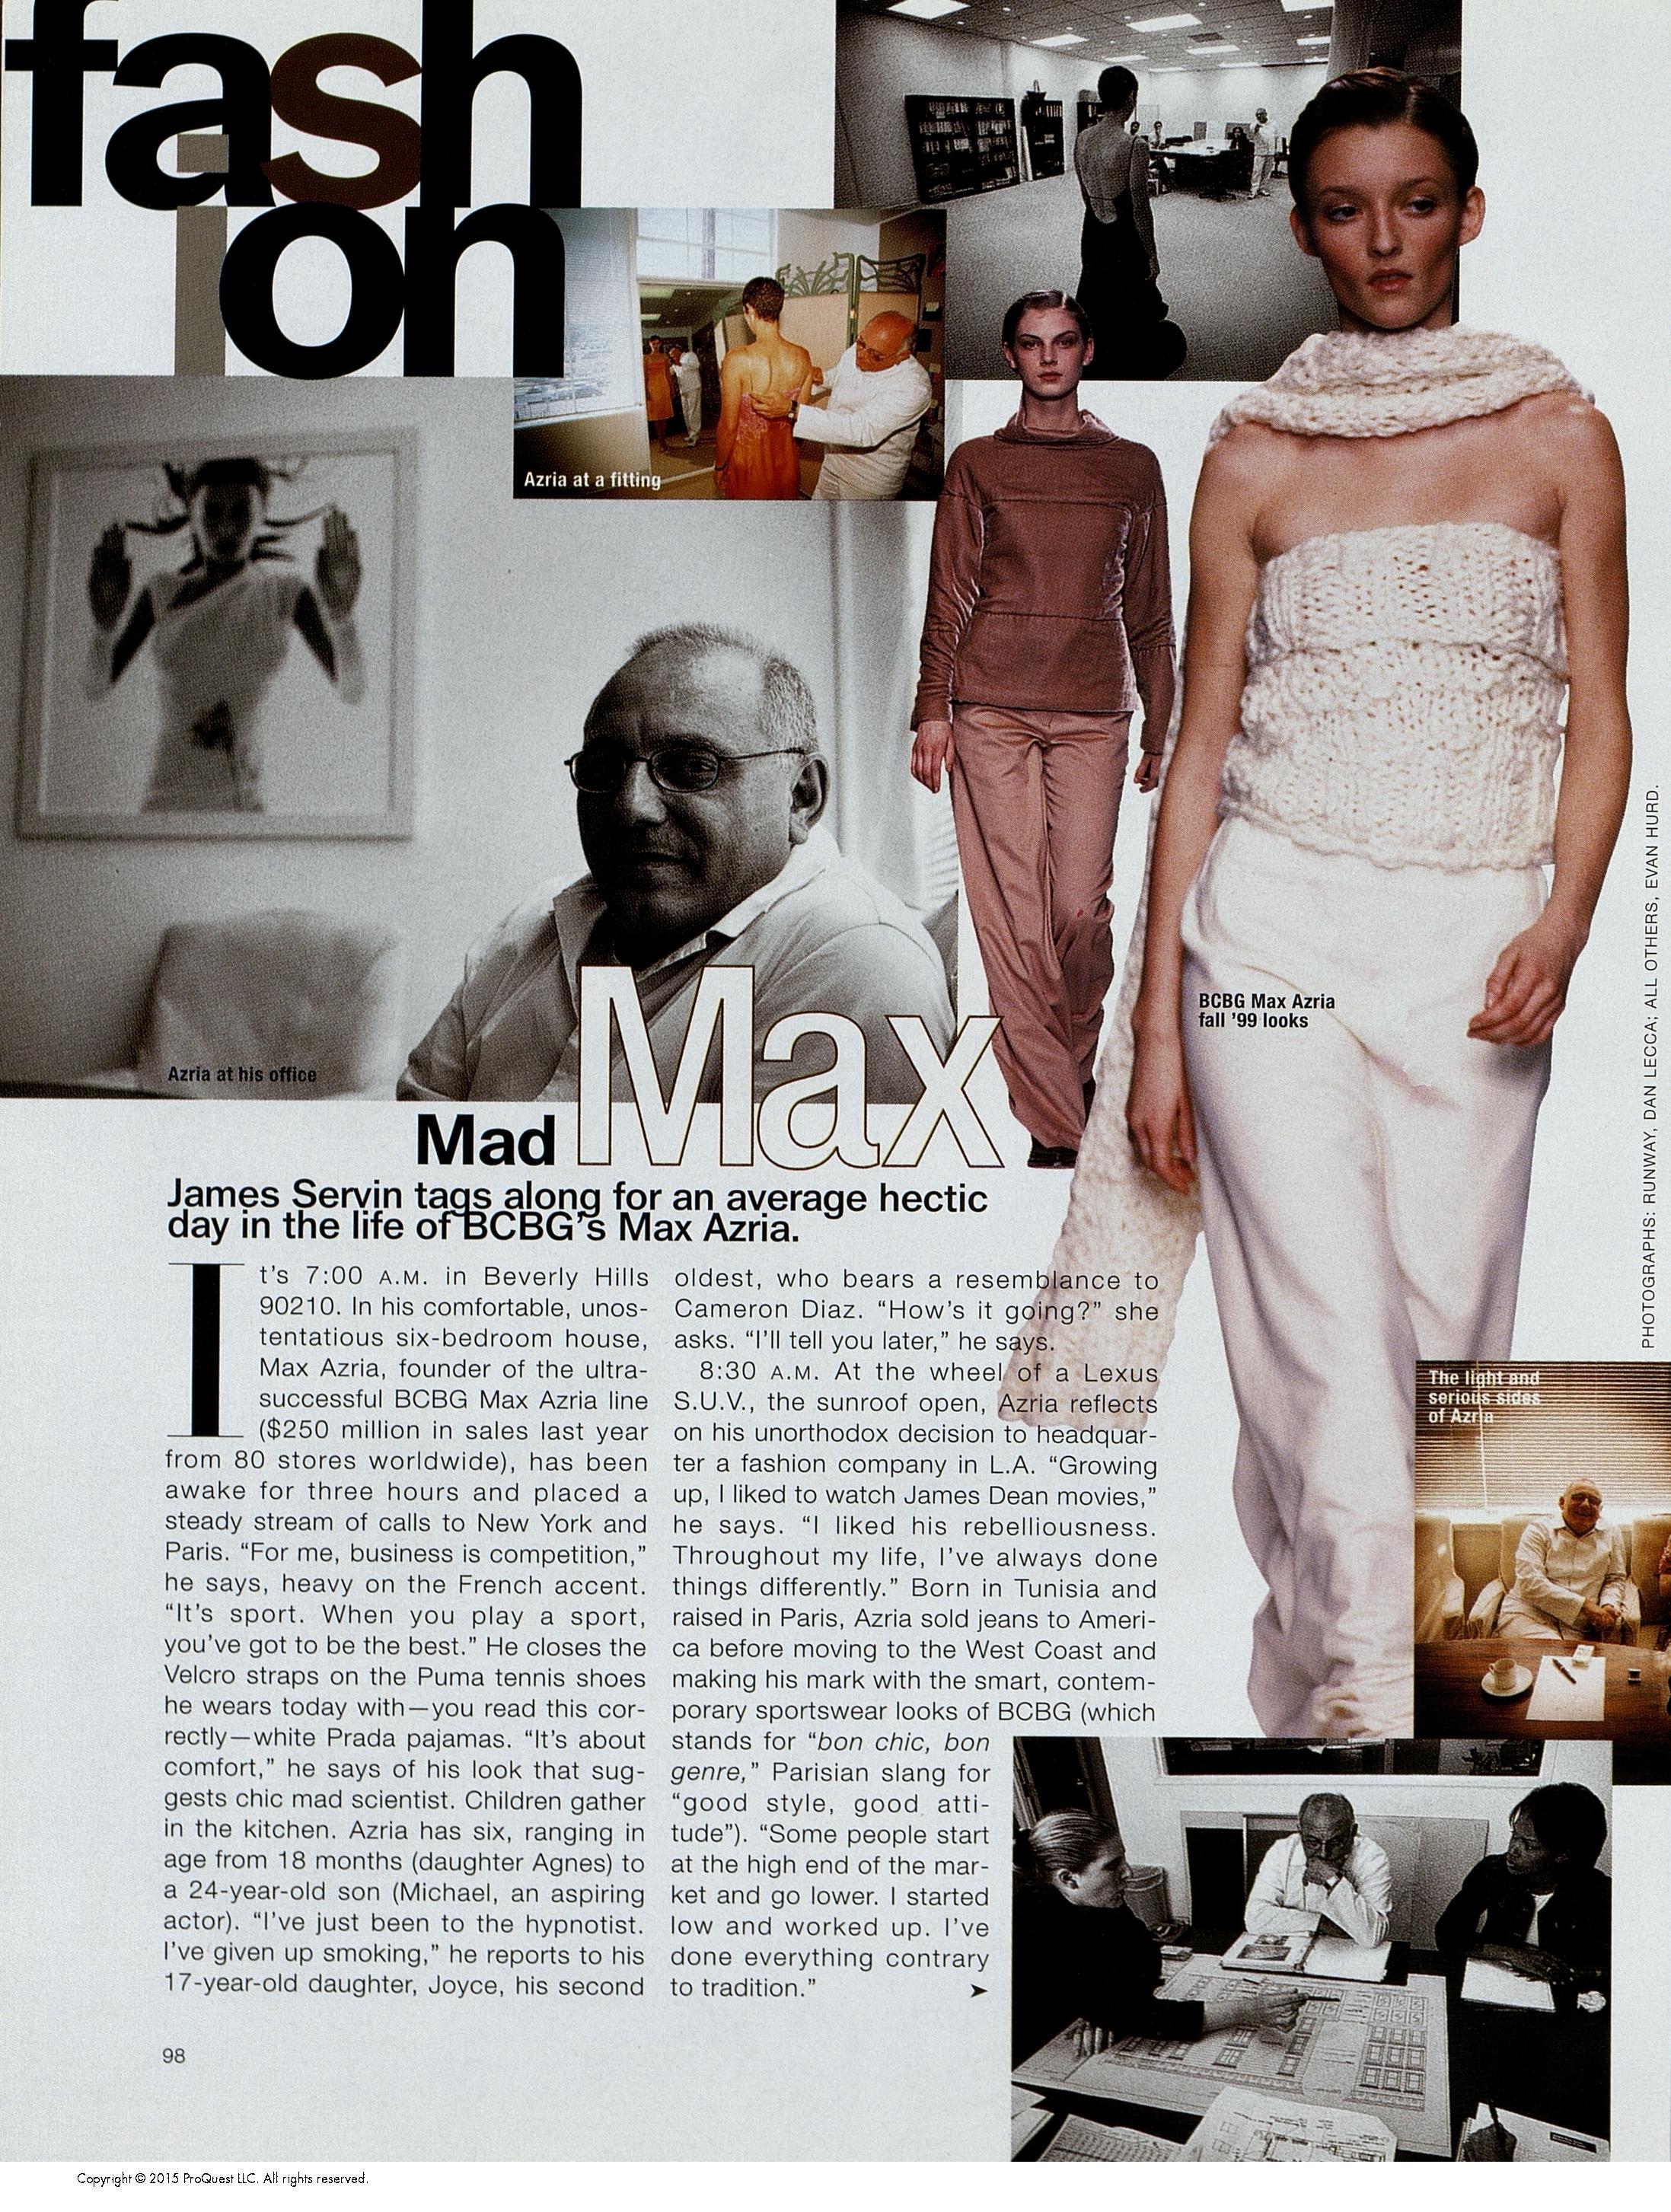 fash
ion
Azria at a fitting
Azria at his office
BCBG Max Azria
fall ’99 looks
PHOTOGRAPHS: RUNWAY, DAN LECCA; ALL OTHERS, EVAN HURD.
Mad Max
James Servin tags along for an average hectic
day in the life of BCBG’s Max Azria.
It’s 7:00 A.M. in Beverly Hills
90210. In his comfortable, unos-
tentatious six-bedroom house,
Max Azria, founder of the ultra-
successful BCBG Max Azria line
($250 million in sales last year
from 80 stores worldwide), has been
awake for three hours and placed a
steady stream of calls to New York and
Paris. “For me, business is competition,”
he says, heavy on the French accent.
“It’s sport. When you play a sport,
you’ve got to be the best.” He closes the
Velcro straps on the Puma tennis shoes
he wears today with—you read this cor-
rectly—white Prada pajamas. “It’s about
comfort,” he says of his look that sug-
gests chic mad scientist. Children gather
in the kitchen. Azria has six, ranging in
age from 18 months (daughter Agnes) to
a 24-year-old son (Michael, an aspiring
actor). “I’ve just been to the hypnotist.
I’ve given up smoking,” he reports to his
17-year-old daughter, Joyce, his second
oldest, who bears a resemblance to
Cameron Diaz. “How’s it going?” she
asks. “I’ll tell you later,” he says.
8:30 A.M. At the wheel of a Lexus
S.U.V., the sunroof open, Azria reflects
on his unorthodox decision to headquar-
ter a fashion company in L.A. “Growing
up, I liked to watch James Dean movies,”
he says. “I liked his rebelliousness.
Throughout my life, I’ve always done
things differently.” Born in Tunisia and
raised in Paris, Azria sold jeans to Ameri-
ca before moving to the West Coast and
making his mark with the smart, contem-
porary sportswear looks of BCBG (which
stands for “bon chic, bon
genre,” Parisian slang for
“good style, good atti-
tude”). “Some people start
at the high end of the mar-
ket and go lower. I started
low and worked up. I’ve
done everything contrary
to tradition.” ➤
The light and
serious sides
of Azria
98
Copyright © 2015 ProQuest LLC. All rights reserved.